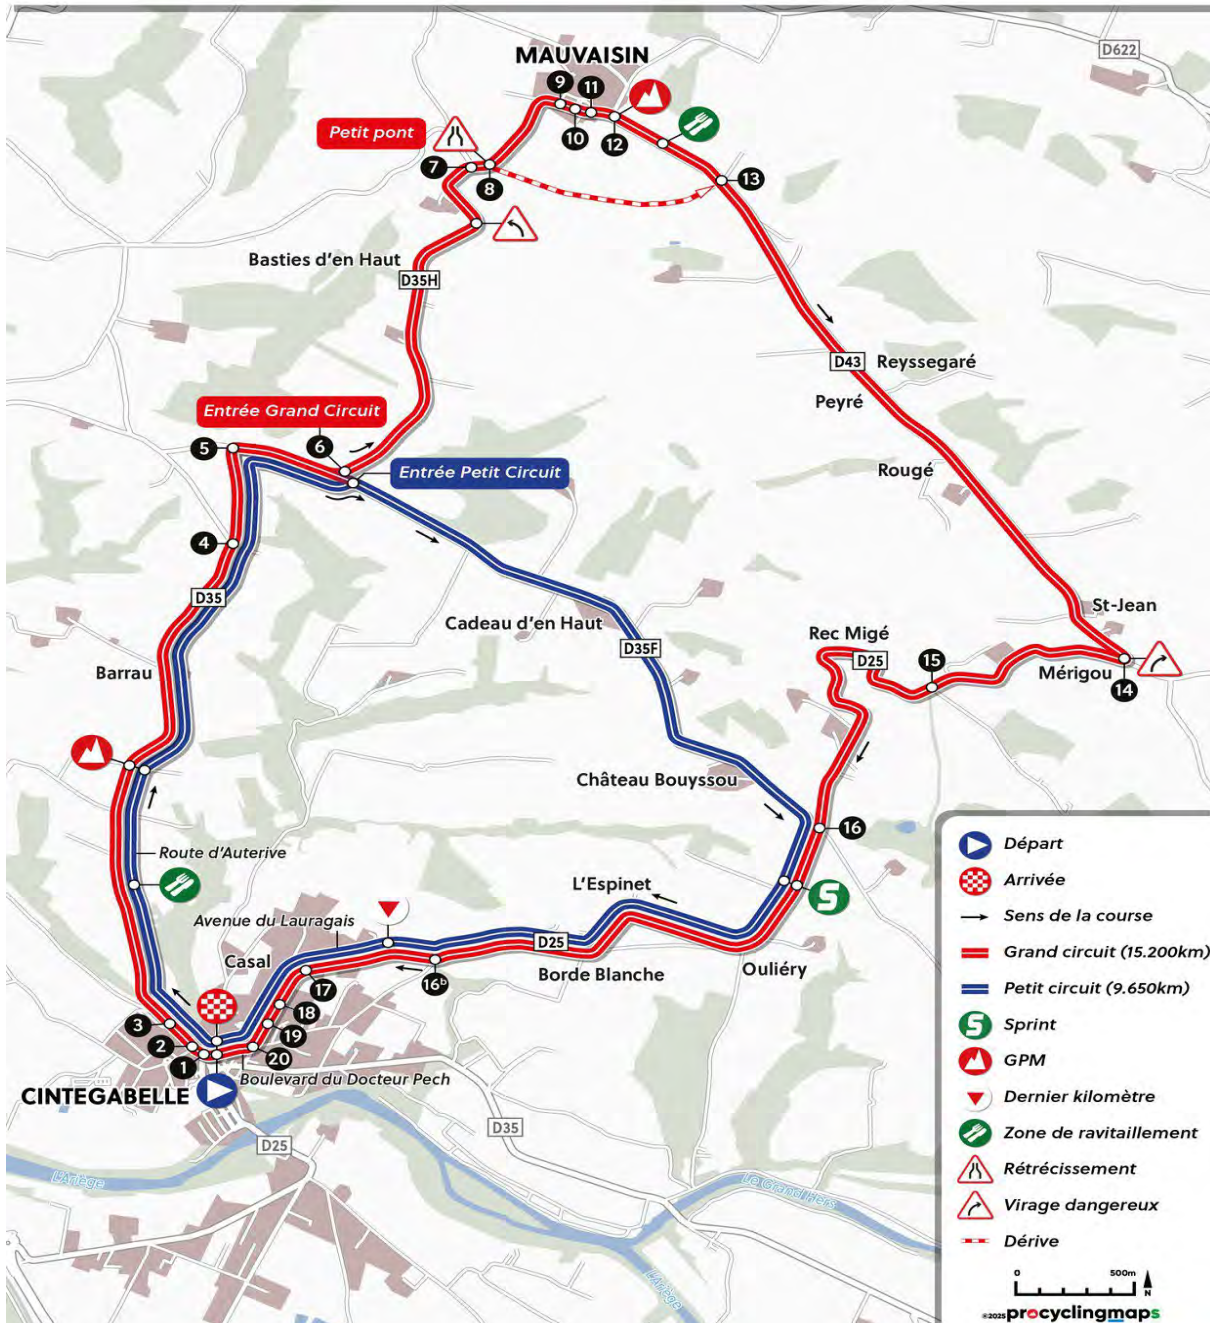 D622
MAUVAISIN
9
11
10
12
Petit pont
7
8
13
Basties d'en Haut
D35H
D43
Reyssegaré
Peyré
Entrée Grand Circuit
5
6
Entrée Petit Circuit
Rougé
4
D35
St-Jean
Cadeau d'en Haut
Rec Migé
D35F
D25
15
Barrau
Mérigou
14
Château Bouyssou
16
Route d'Auterive
L'Espinet
Avenue du Lauragais
D25
Casal
Borde Blanche
Ouliéry
17
16b
3
18
2
19
1
20
Boulevard du Docteur Pech
CINTEGABELLE
D35
D25
L'Ariège
Le Grand Hers
L'Ariège
Départ
Arrivée
Sens de la course
Grand circuit (15.200km)
Petit circuit (9.650km)
S Sprint
GPM
Dernier kilomètre
Zone de ravitaillement
Rétrécissement
Virage dangereux
Dérive
0 500m
N
©2025 procyclingmaps